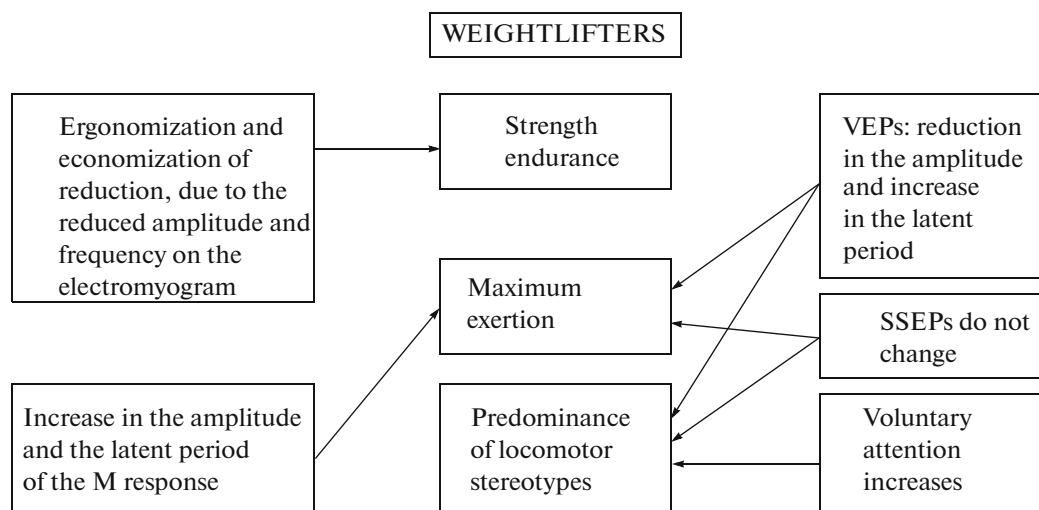 WEIGHTLIFTERS
Ergonomization and
economization of
reduction, due to the
reduced amplitude and
frequency on the
electromyogram
Increase in the amplitude
and the latent period
of the M response
Strength
endurance
Maximum
exertion
Predominance
of locomotor
stereotypes
VEPs: reduction
in the amplitude
and increase
in the latent
period
SSEPs do not
change
Voluntary
attention
increases